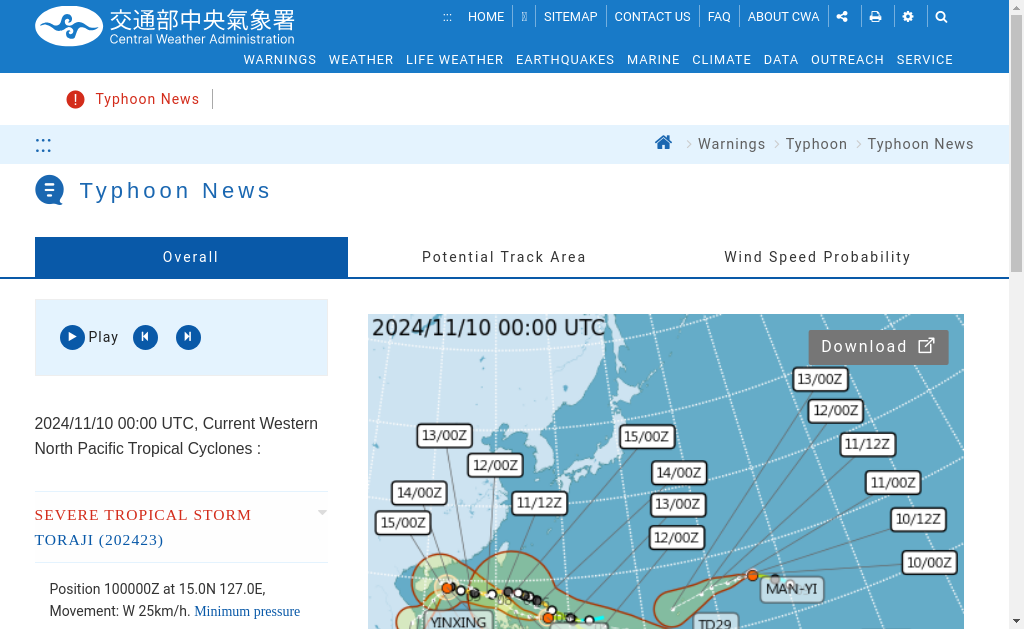 交通部中央氣象署
Central Weather Administration
::: HOME SITEMAP CONTACT US FAQ ABOUT CWA
WARNINGS WEATHER LIFE WEATHER EARTHQUAKES MARINE CLIMATE DATA OUTREACH SERVICE
Typhoon News
:::
Warnings Typhoon Typhoon News
Typhoon News
Overall Potential Track Area Wind Speed Probability
Play
2024/11/10 00:00 UTC, Current Western
North Pacific Tropical Cyclones :
SEVERE TROPICAL STORM
TORAJI (202423)
Position 100000Z at 15.0N 127.0E,
Movement: W 25km/h. Minimum pressure
2024/11/10 00:00 UTC
Download
13/00Z
12/00Z
11/12Z
11/00Z
10/12Z
10/00Z
13/00Z
12/00Z
14/00Z
15/00Z
11/12Z
15/00Z
14/00Z
13/00Z
12/00Z
MAN-YI
YINXING
TD29